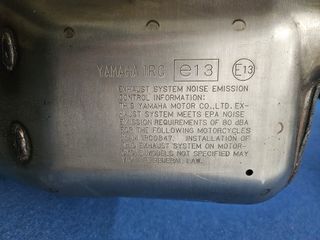 YAMAHA 1RC e13 E13
EXHAUST SYSTEM NOISE EMISSION
CONTROL INFORMATION:
THIS YAMAHA MOTOR CO.,LTD. EX-
HAUST SYSTEM MEETS EPA NOISE
EMISSION REQUIREMENTS OF 80 dBA
FOR THE FOLLOWING MOTORCYCLES
INSTALLATION OF
THIS EXHAUST SYSTEM ON MOTOR-
MODELS NOT SPECIFIED MAY
FEDERAL LAW.